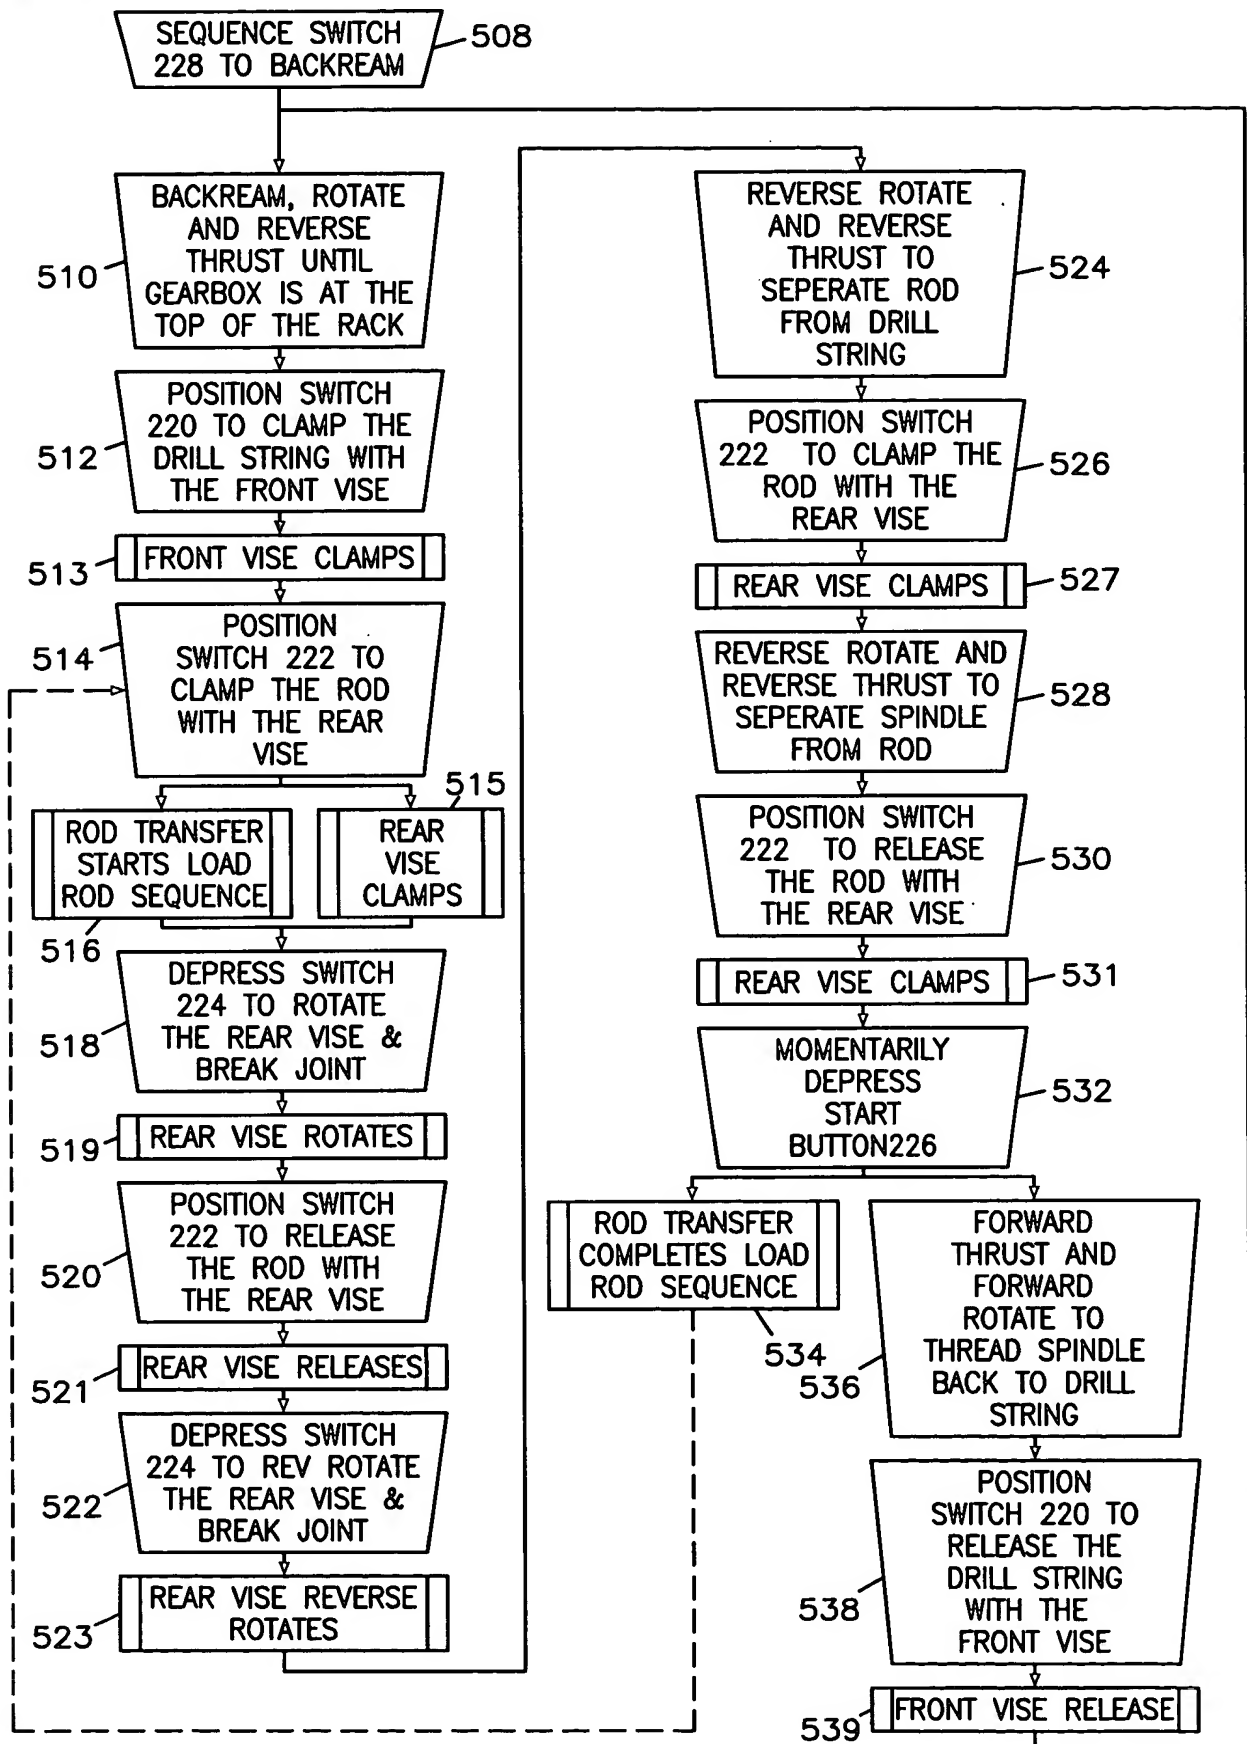 SEQUENCE SWITCH
228 TO BACKREAM
508
BACKREAM, ROTATE
AND REVERSE
THRUST UNTIL
GEARBOX IS AT THE
TOP OF THE RACK
510
POSITION SWITCH
220 TO CLAMP THE
DRILL STRING WITH
THE FRONT VISE
512
FRONT VISE CLAMPS
513
POSITION
SWITCH 222 TO
CLAMP THE ROD
WITH THE REAR
VISE
514
ROD TRANSFER
STARTS LOAD
ROD SEQUENCE
516
REAR
VISE
CLAMPS
515
DEPRESS SWITCH
224 TO ROTATE
THE REAR VISE &
BREAK JOINT
518
REAR VISE ROTATES
519
POSITION SWITCH
222 TO RELEASE
THE ROD WITH
THE REAR VISE
520
REAR VISE RELEASES
521
DEPRESS SWITCH
224 TO REV ROTATE
THE REAR VISE &
BREAK JOINT
522
REAR VISE REVERSE
ROTATES
523
REVERSE ROTATE
AND REVERSE
THRUST TO
SEPERATE ROD
FROM DRILL
STRING
524
POSITION SWITCH
222 TO CLAMP THE
ROD WITH THE
REAR VISE
526
REAR VISE CLAMPS
527
REVERSE ROTATE AND
REVERSE THRUST TO
SEPERATE SPINDLE
FROM ROD
528
POSITION SWITCH
222 TO RELEASE
THE ROD WITH
THE REAR VISE
530
REAR VISE CLAMPS
531
MOMENTARILY
DEPRESS
START
BUTTON226
532
ROD TRANSFER
COMPLETES LOAD
ROD SEQUENCE
534
FORWARD
THRUST AND
FORWARD
ROTATE TO
THREAD SPINDLE
BACK TO DRILL
STRING
536
POSITION
SWITCH 220 TO
RELEASE THE
DRILL STRING
WITH THE
FRONT VISE
538
FRONT VISE RELEASE
539